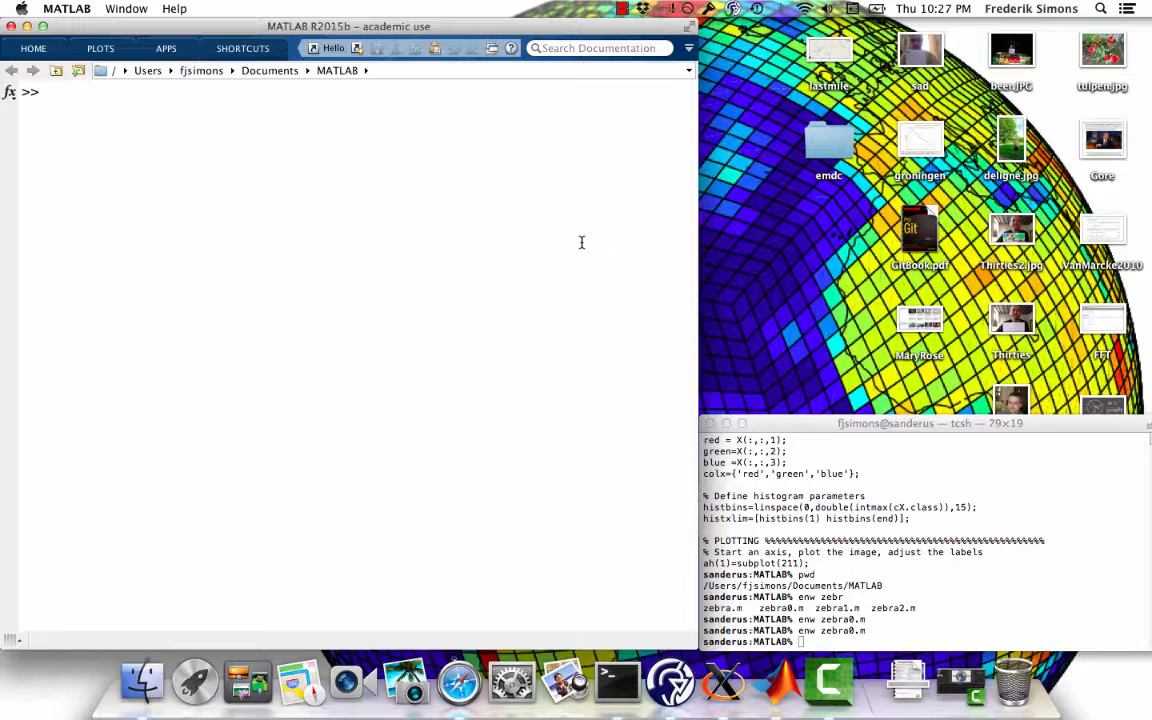 MATLAB Window Help Thu 10:27 PM Frederik Simons
MATLAB R2015b - academic use
HOME PLOTS APPS SHORTCUTS Hello Search Documentation
/ Users fjsimons Documents MATLAB
fx >>
lastmile sad beer.JPG tulpen.jpg
emdc groningen deligne.jpg Gore
Git
GitBook.pdf Thirties2.jpg VanMarcke2010
MaryRose Thirties FFT
fjsimons@sanderus — tcsh — 79×19
red = X(:,:,1);
green=X(:,:,2);
blue =X(:,:,3);
colx={'red','green','blue'};
% Define histogram parameters
histbins=linspace(0,double(intmax(cX.class)),15);
histxlim=[histbins(1) histbins(end)];
% PLOTTING %%%%%%%%%%%%%%%%%%%%%%%%%%%%%%%%%%%%%%%%%%%%%%%%%
% Start an axis, plot the image, adjust the labels
ah(1)=subplot(211);
sanderus:MATLAB% pwd
/Users/fjsimons/Documents/MATLAB
sanderus:MATLAB% enw zebr
zebra.m zebra0.m zebra1.m zebra2.m
sanderus:MATLAB% enw zebra0.m
sanderus:MATLAB% enw zebra0.m
sanderus:MATLAB%